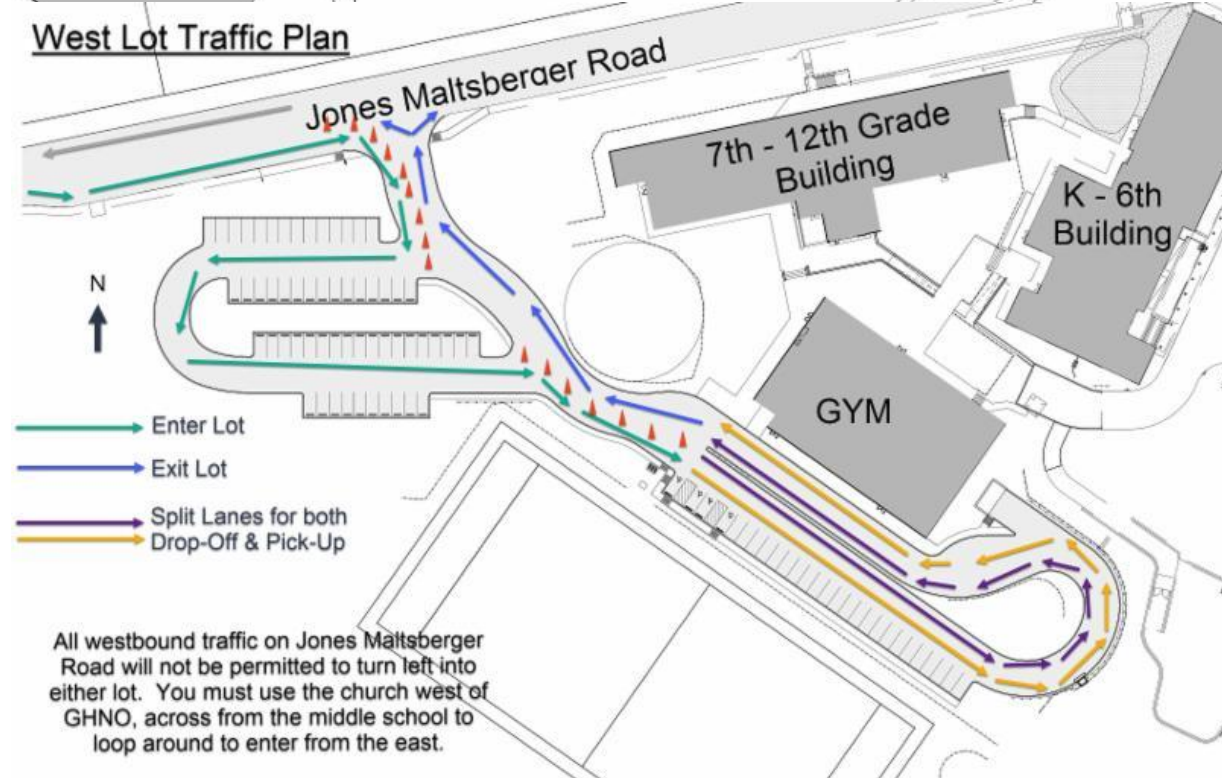 West Lot Traffic Plan
Jones Maltsberger Road
7th - 12th Grade
Building
K - 6th
Building
N
GYM
Enter Lot
Exit Lot
Split Lanes for both
Drop-Off & Pick-Up
All westbound traffic on Jones Maltsberger
Road will not be permitted to turn left into
either lot. You must use the church west of
GHNO, across from the middle school to
loop around to enter from the east.